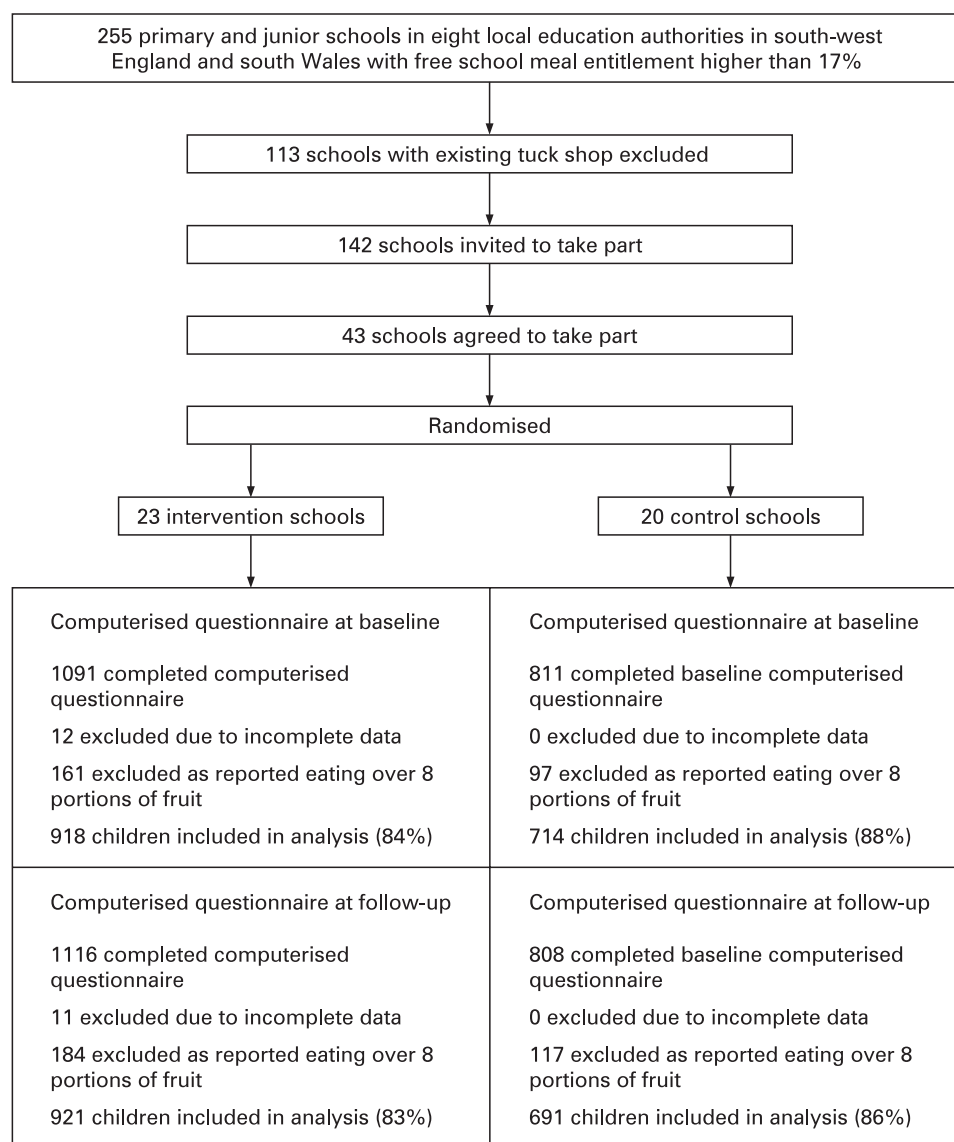 255 primary and junior schools in eight local education authorities in south-west
England and south Wales with free school meal entitlement higher than 17%
113 schools with existing tuck shop excluded
142 schools invited to take part
43 schools agreed to take part
Randomised
23 intervention schools
20 control schools
Computerised questionnaire at baseline
1091 completed computerised
questionnaire
12 excluded due to incomplete data
161 excluded as reported eating over 8
portions of fruit
918 children included in analysis (84%)
Computerised questionnaire at baseline
811 completed baseline computerised
questionnaire
0 excluded due to incomplete data
97 excluded as reported eating over 8
portions of fruit
714 children included in analysis (88%)
Computerised questionnaire at follow-up
1116 completed computerised
questionnaire
11 excluded due to incomplete data
184 excluded as reported eating over 8
portions of fruit
921 children included in analysis (83%)
Computerised questionnaire at follow-up
808 completed baseline computerised
questionnaire
0 excluded due to incomplete data
117 excluded as reported eating over 8
portions of fruit
691 children included in analysis (86%)